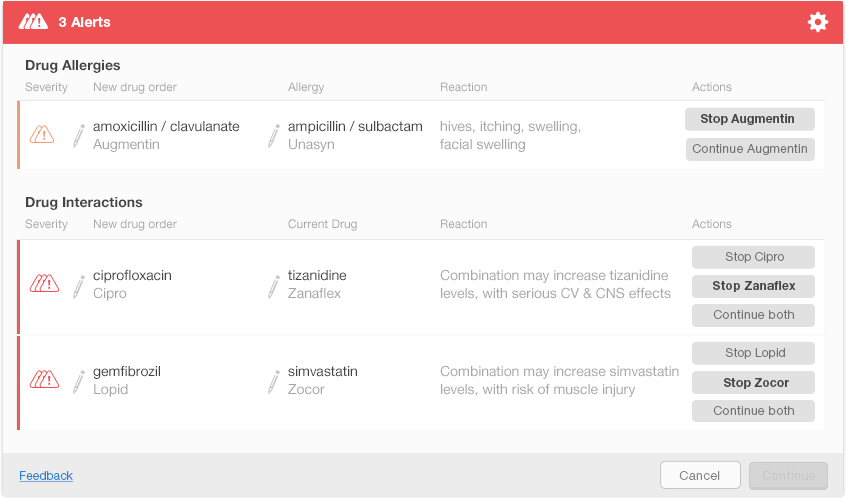 3 Alerts
Drug Allergies
Severity New drug order Allergy Reaction Actions
amoxicillin / clavulanate ampicillin / sulbactam hives, itching, swelling, Stop Augmentin
Augmentin Unasyn facial swelling Continue Augmentin
Drug Interactions
Severity New drug order Current Drug Reaction Actions
Stop Cipro
ciprofloxacin tizanidine Combination may increase tizanidine Stop Zanaflex
Cipro Zanaflex levels, with serious CV & CNS effects
Continue both
Stop Lopid
gemfibrozil simvastatin Combination may increase simvastatin Stop Zocor
Lopid Zocor levels, with risk of muscle injury
Continue both
Feedback Cancel Continue